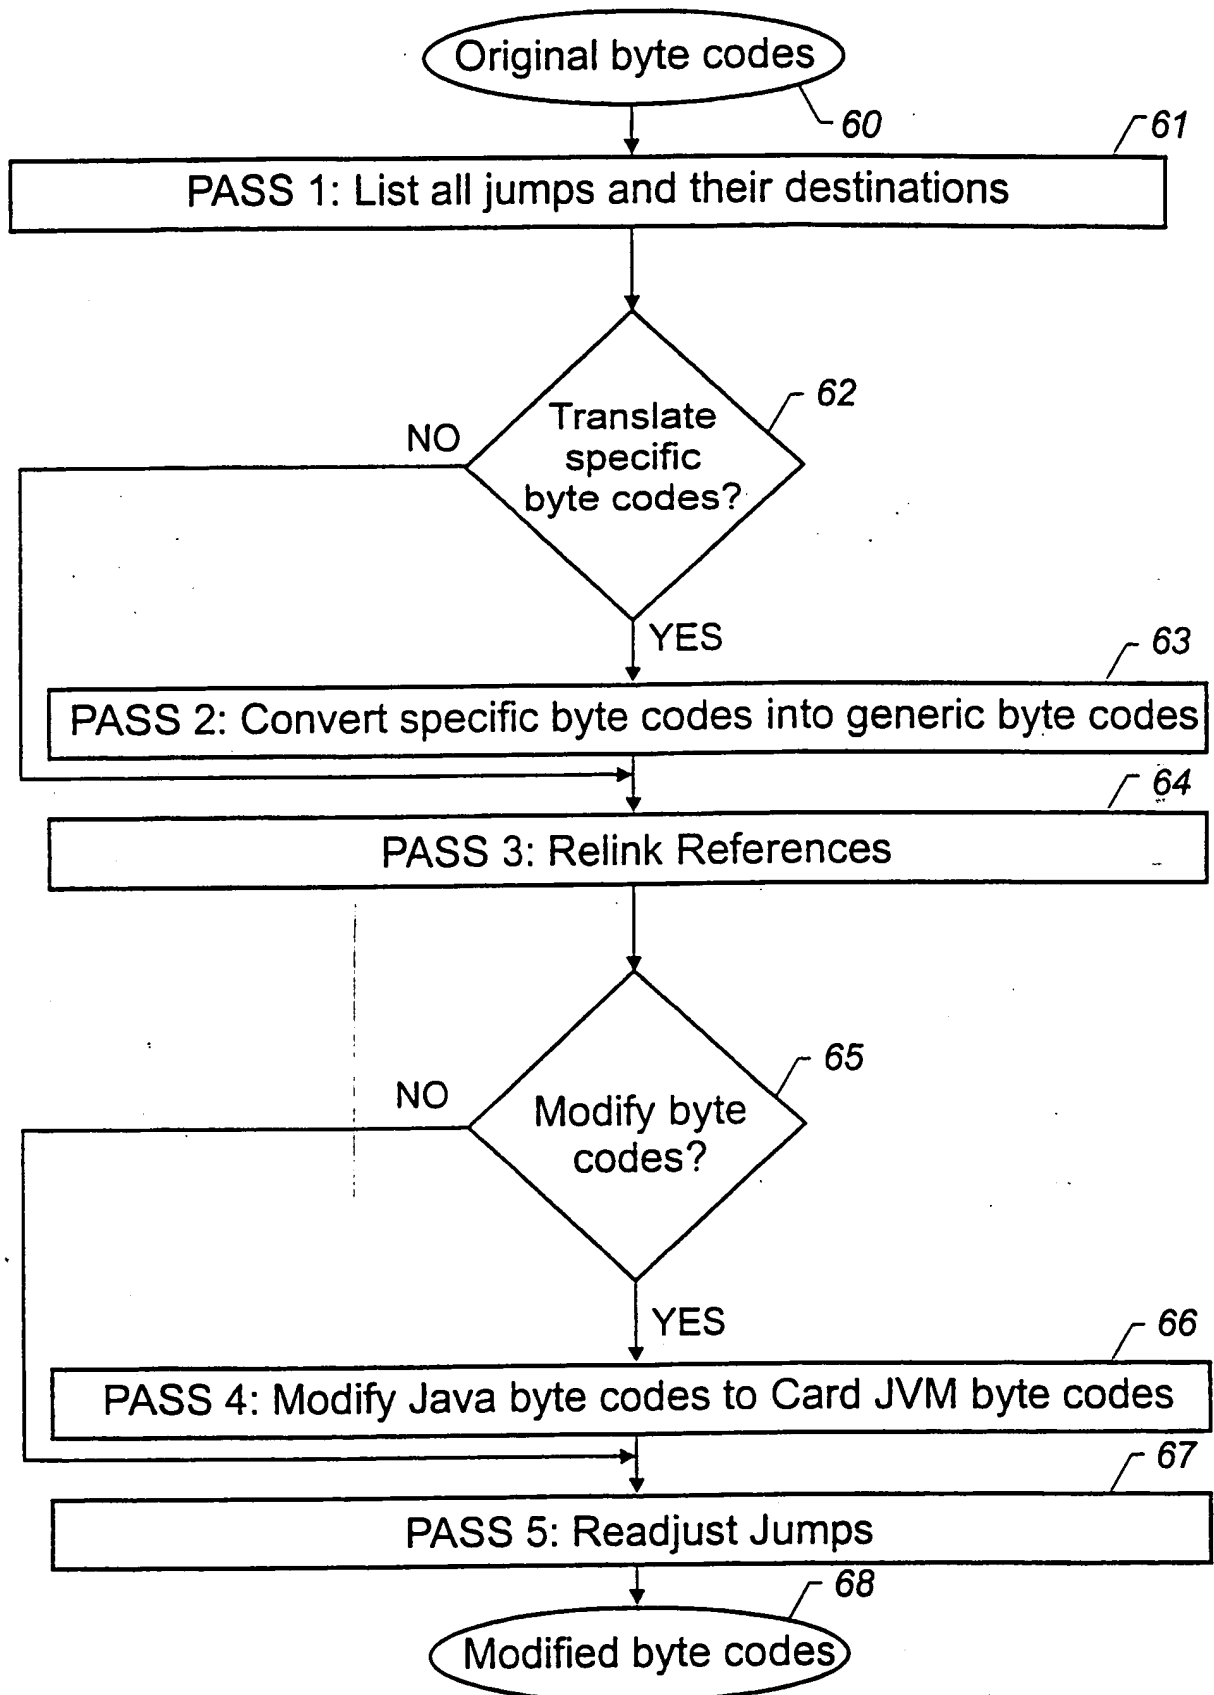 Original byte codes
60
61
PASS 1: List all jumps and their destinations
62
Translate
specific
byte codes?
NO
YES
63
PASS 2: Convert specific byte codes into generic byte codes
64
PASS 3: Relink References
65
Modify byte
codes?
NO
YES
66
PASS 4: Modify Java byte codes to Card JVM byte codes
67
PASS 5: Readjust Jumps
68
Modified byte codes